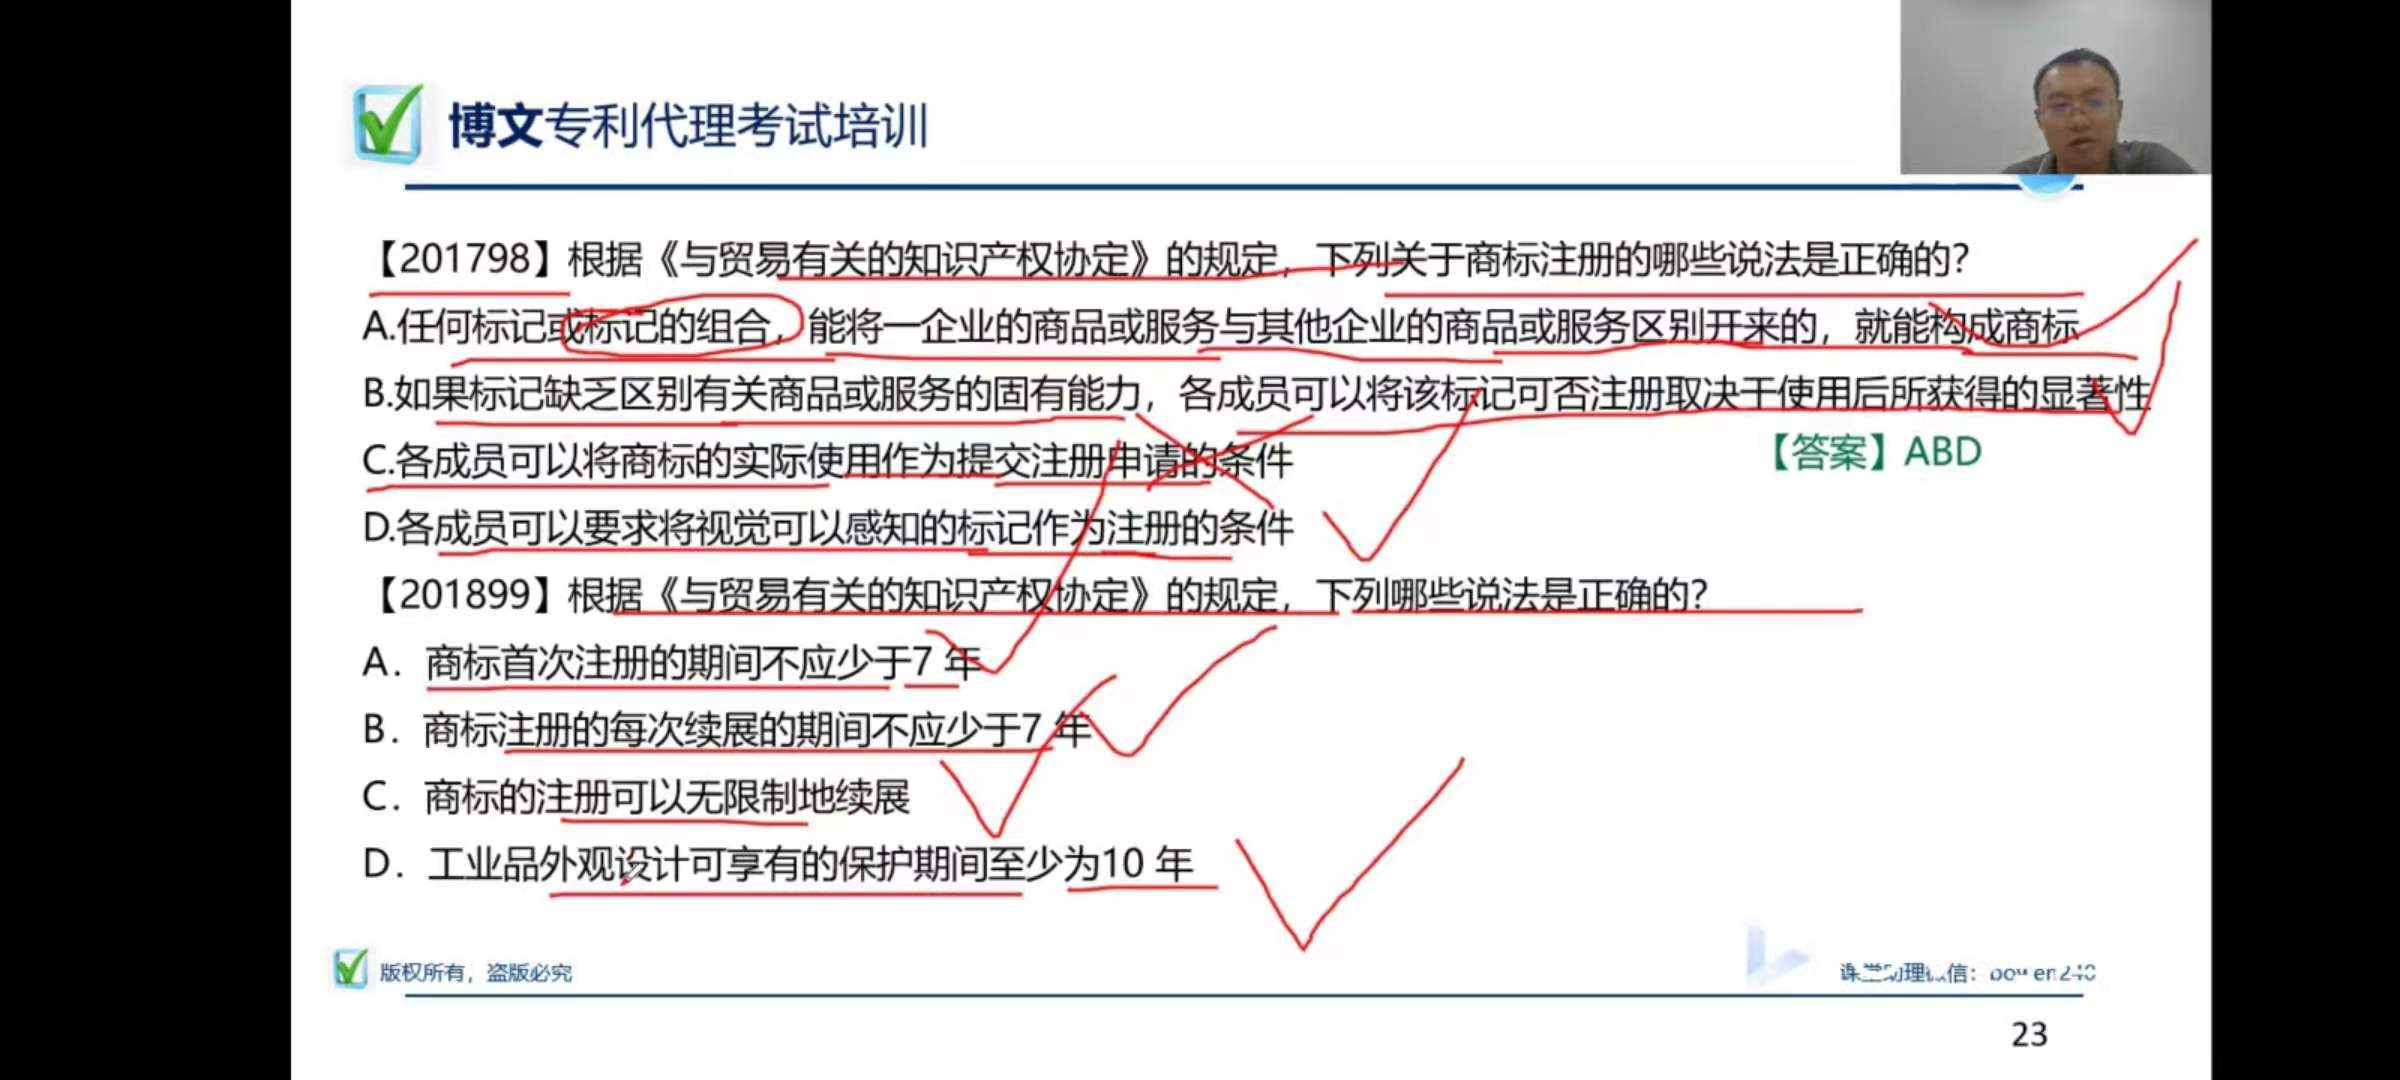 博文专利代理考试培训
【201798】根据《与贸易有关的知识产权协定》的规定，下列关于商标注册的哪些说法是正确的？
A.任何标记或标记的组合，能将一企业的商品或服务与其他企业的商品或服务区别开来的，就能构成商标
B.如果标记缺乏区别有关商品或服务的固有能力，各成员可以将该标记可否注册取决于使用后所获得的显著性
C.各成员可以将商标的实际使用作为提交注册申请的条件
【答案】ABD
D.各成员可以要求将视觉可以感知的标记作为注册的条件
【201899】根据《与贸易有关的知识产权协定》的规定，下列哪些说法是正确的？
A. 商标首次注册的期间不应少于7 年
B. 商标注册的每次续展的期间不应少于7 年
C. 商标的注册可以无限制地续展
D. 工业品外观设计可享有的保护期间至少为10 年
版权所有，盗版必究
课堂助理微信：
23